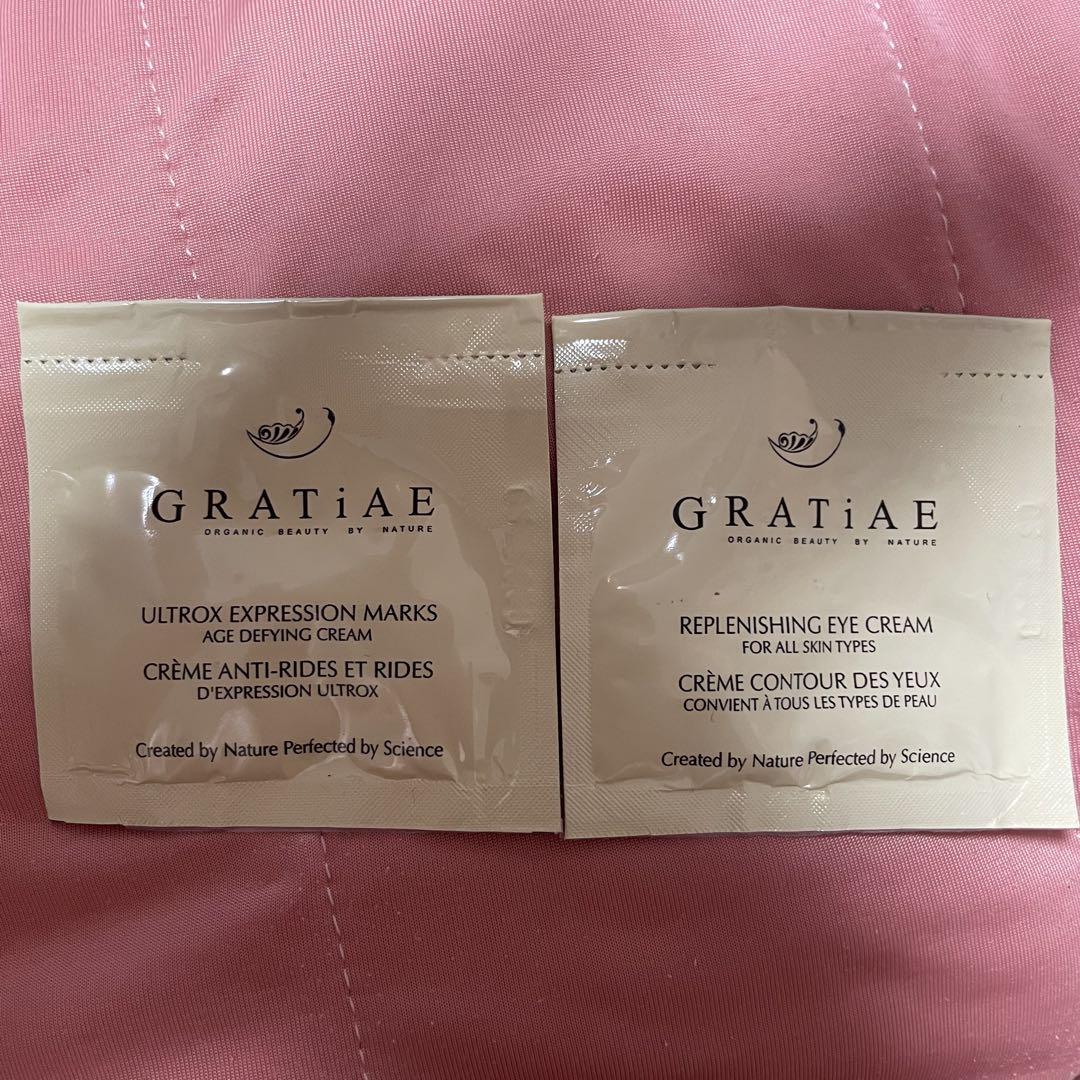 GRATiAE
ORGANIC BEAUTY BY NATURE
ULTROX EXPRESSION MARKS
AGE DEFYING CREAM
CRÈME ANTI-RIDES ET RIDES
D'EXPRESSION ULTROX
Created by Nature Perfected by Science
GRATiAE
ORGANIC BEAUTY BY NATURE
REPLENISHING EYE CREAM
FOR ALL SKIN TYPES
CRÈME CONTOUR DES YEUX
CONVIENT À TOUS LES TYPES DE PEAU
Created by Nature Perfected by Science